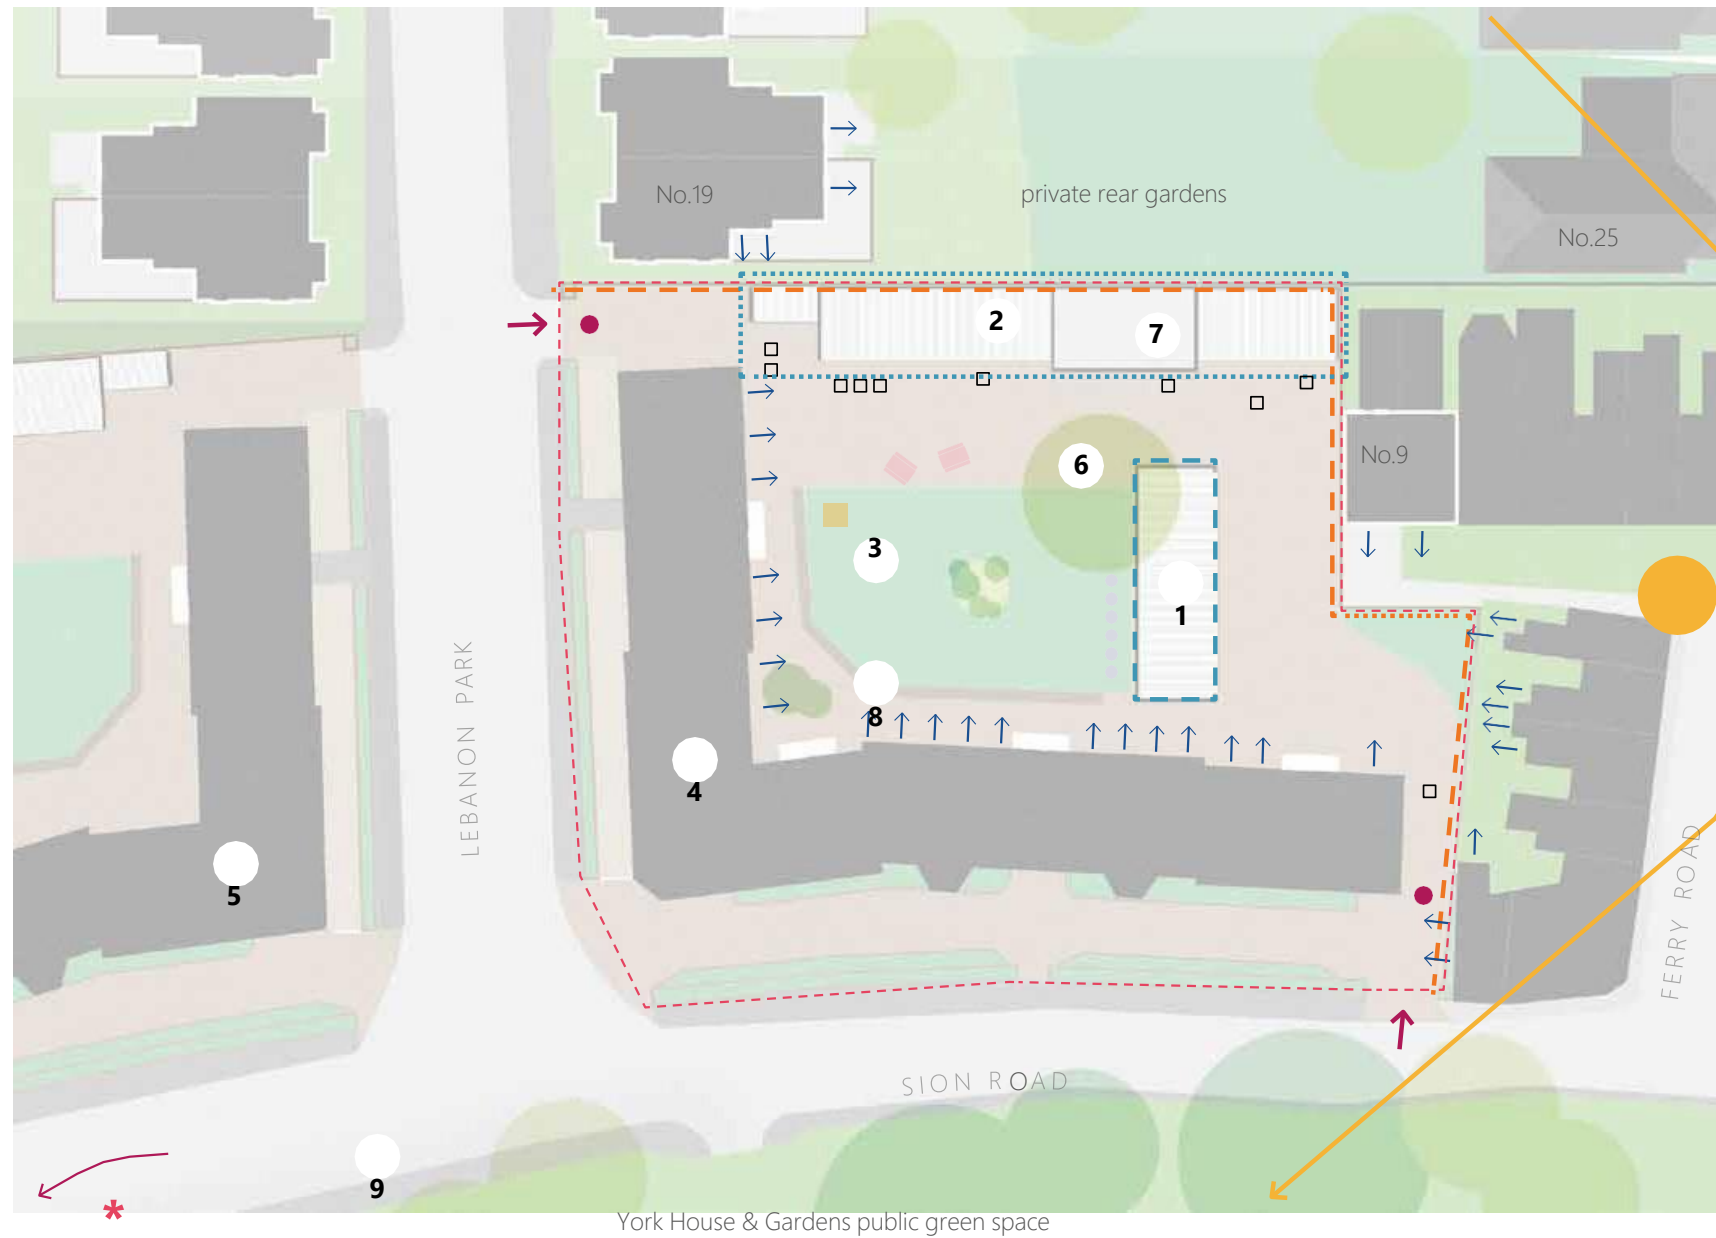 No.19
private rear gardens
No.25
2
7
No.9
6
3
1
8
4
5
LEBANON PARK
FERRY ROAD
SION ROAD
9
*
York House & Gardens public green space